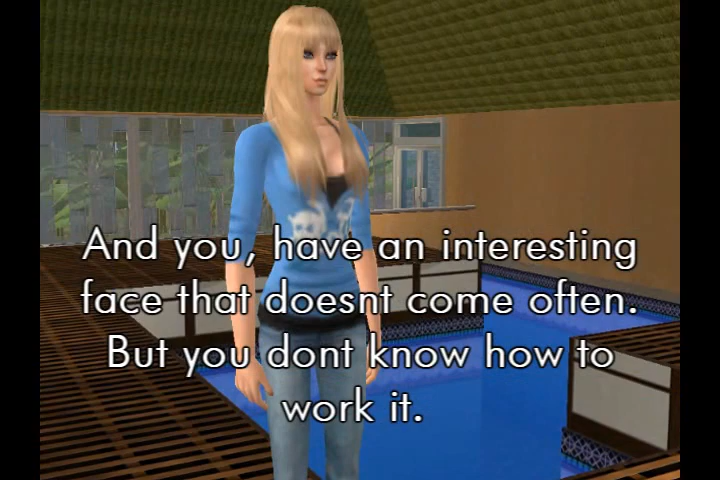 And you, have an interesting
face that doesnt come often.
But you dont know how to
work it.